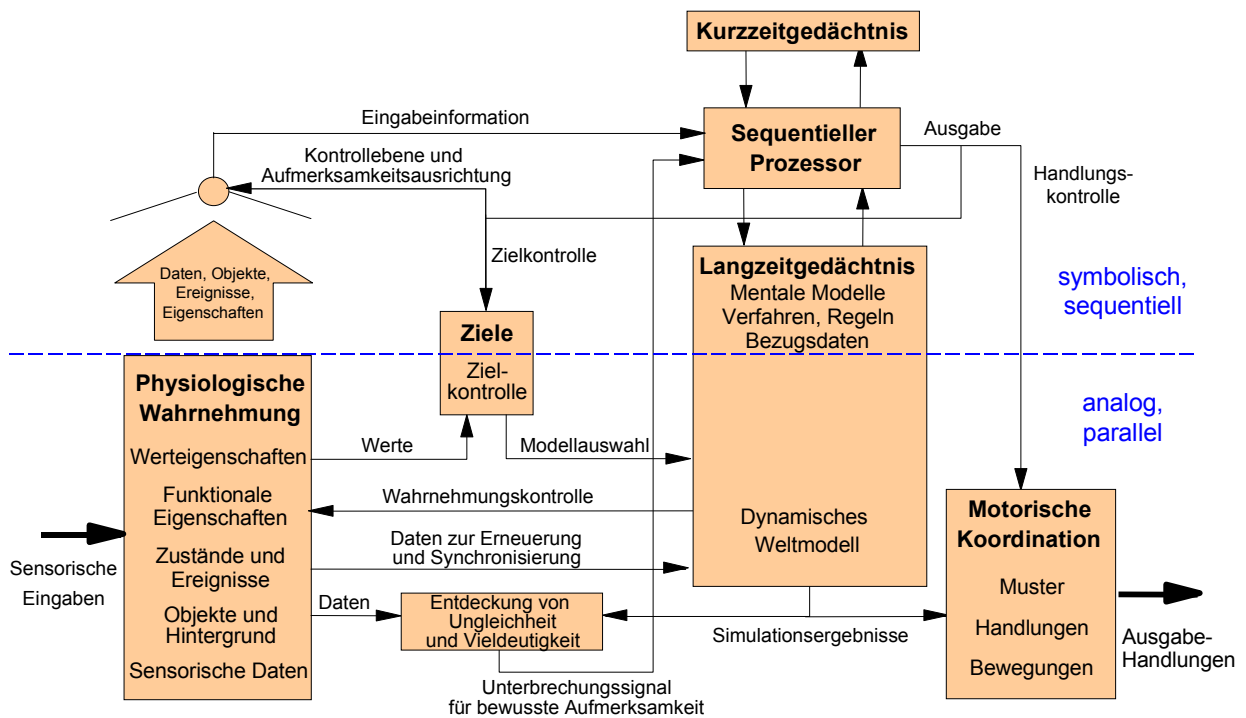 Kurzzeitgedächtnis
Eingabeinformation
Sequentieller
Prozessor
Ausgabe
Kontrollebene und
Aufmerksamkeitsausrichtung
Handlungs-
kontrolle
Daten, Objekte,
Ereignisse,
Eigenschaften
Zielkontrolle
Langzeitgedächtnis
Mentale Modelle
Verfahren, Regeln
Bezugsdaten
symbolisch,
sequentiell
Ziele
Ziel-
kontrolle
Physiologische
Wahrnehmung
Werteigenschaften
Funktionale
Eigenschaften
Zustände und
Ereignisse
Objekte und
Hintergrund
Sensorische Daten
Werte
Modellauswahl
analog,
parallel
Wahrnehmungskontrolle
Daten zur Erneuerung
und Synchronisierung
Dynamisches
Weltmodell
Sensorische
Eingaben
Daten
Entdeckung von
Ungleichheit
und Vieldeutigkeit
Simulationsergebnisse
Unterbrechungssignal
für bewusste Aufmerksamkeit
Motorische
Koordination
Muster
Handlungen
Bewegungen
Ausgabe-
Handlungen